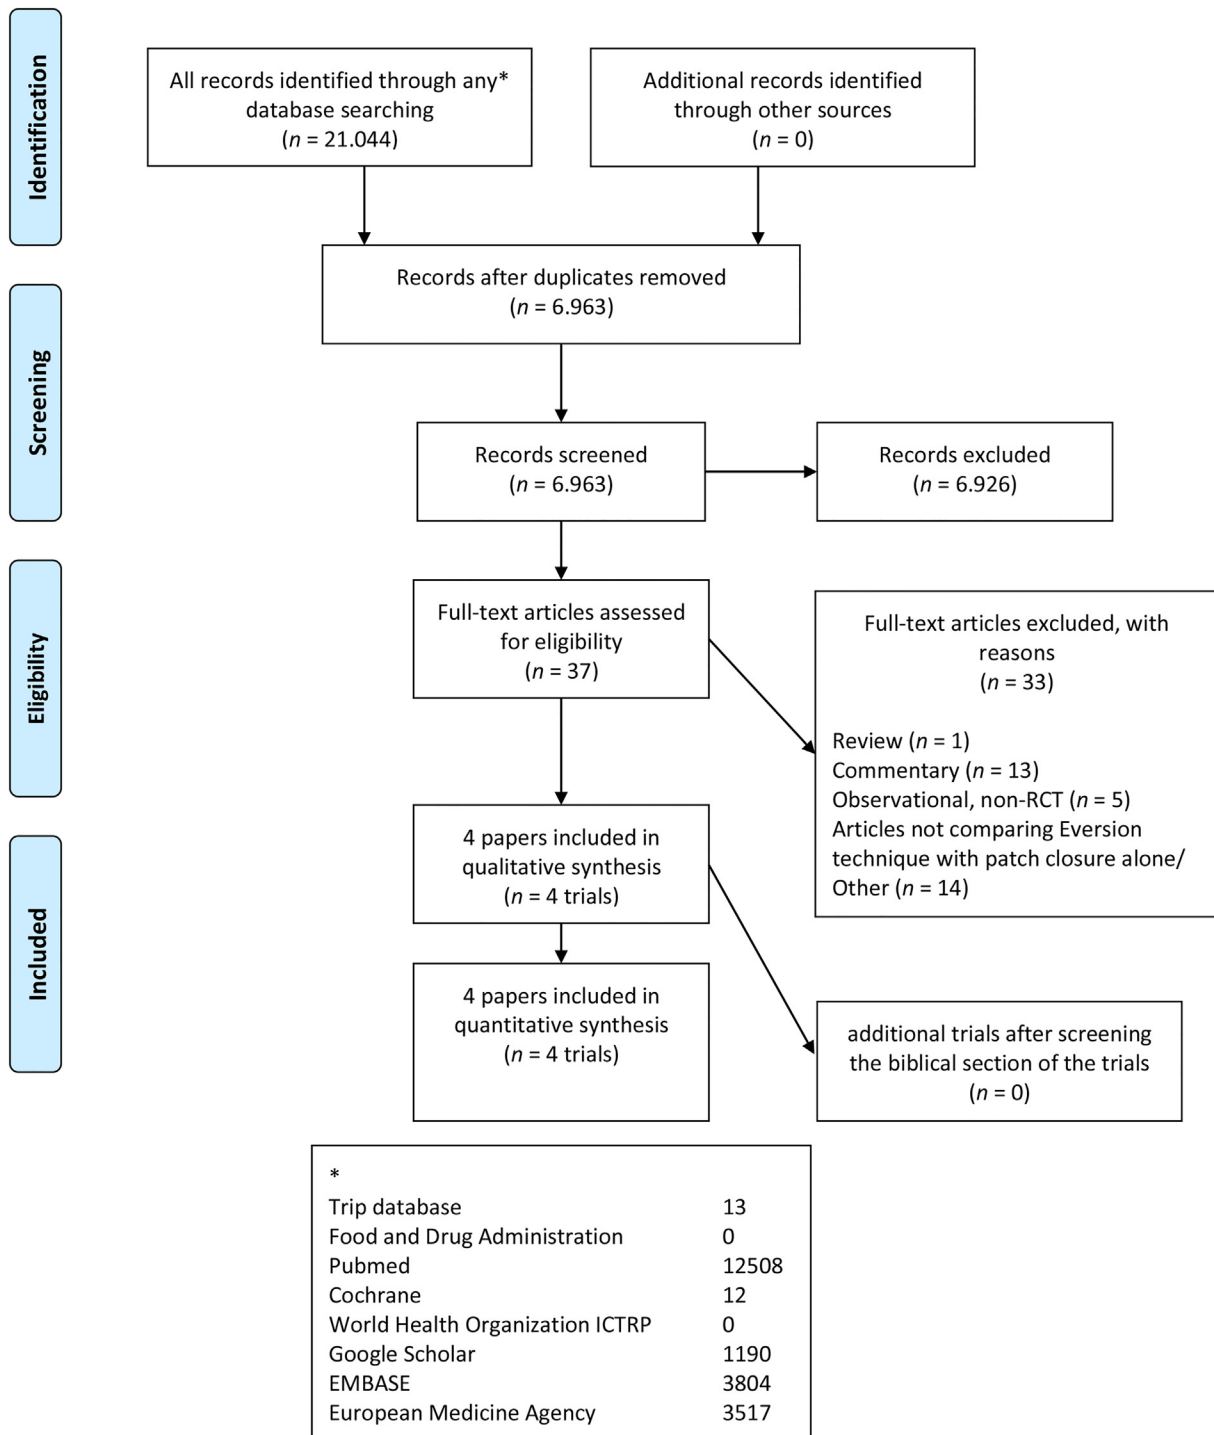 Identification
All records identified through any*
database searching
(n = 21.044)
Additional records identified
through other sources
(n = 0)
Records after duplicates removed
(n = 6.963)
Screening
Records screened
(n = 6.963)
Records excluded
(n = 6.926)
Eligibility
Full-text articles assessed
for eligibility
(n = 37)
Full-text articles excluded, with
reasons
(n = 33)
Review (n = 1)
Commentary (n = 13)
Observational, non-RCT (n = 5)
Articles not comparing Eversion
technique with patch closure alone/
Other (n = 14)
Included
4 papers included in
qualitative synthesis
(n = 4 trials)
4 papers included in
quantitative synthesis
(n = 4 trials)
additional trials after screening
the biblical section of the trials
(n = 0)
*
Trip database 13
Food and Drug Administration 0
Pubmed 12508
Cochrane 12
World Health Organization ICTRP 0
Google Scholar 1190
EMBASE 3804
European Medicine Agency 3517